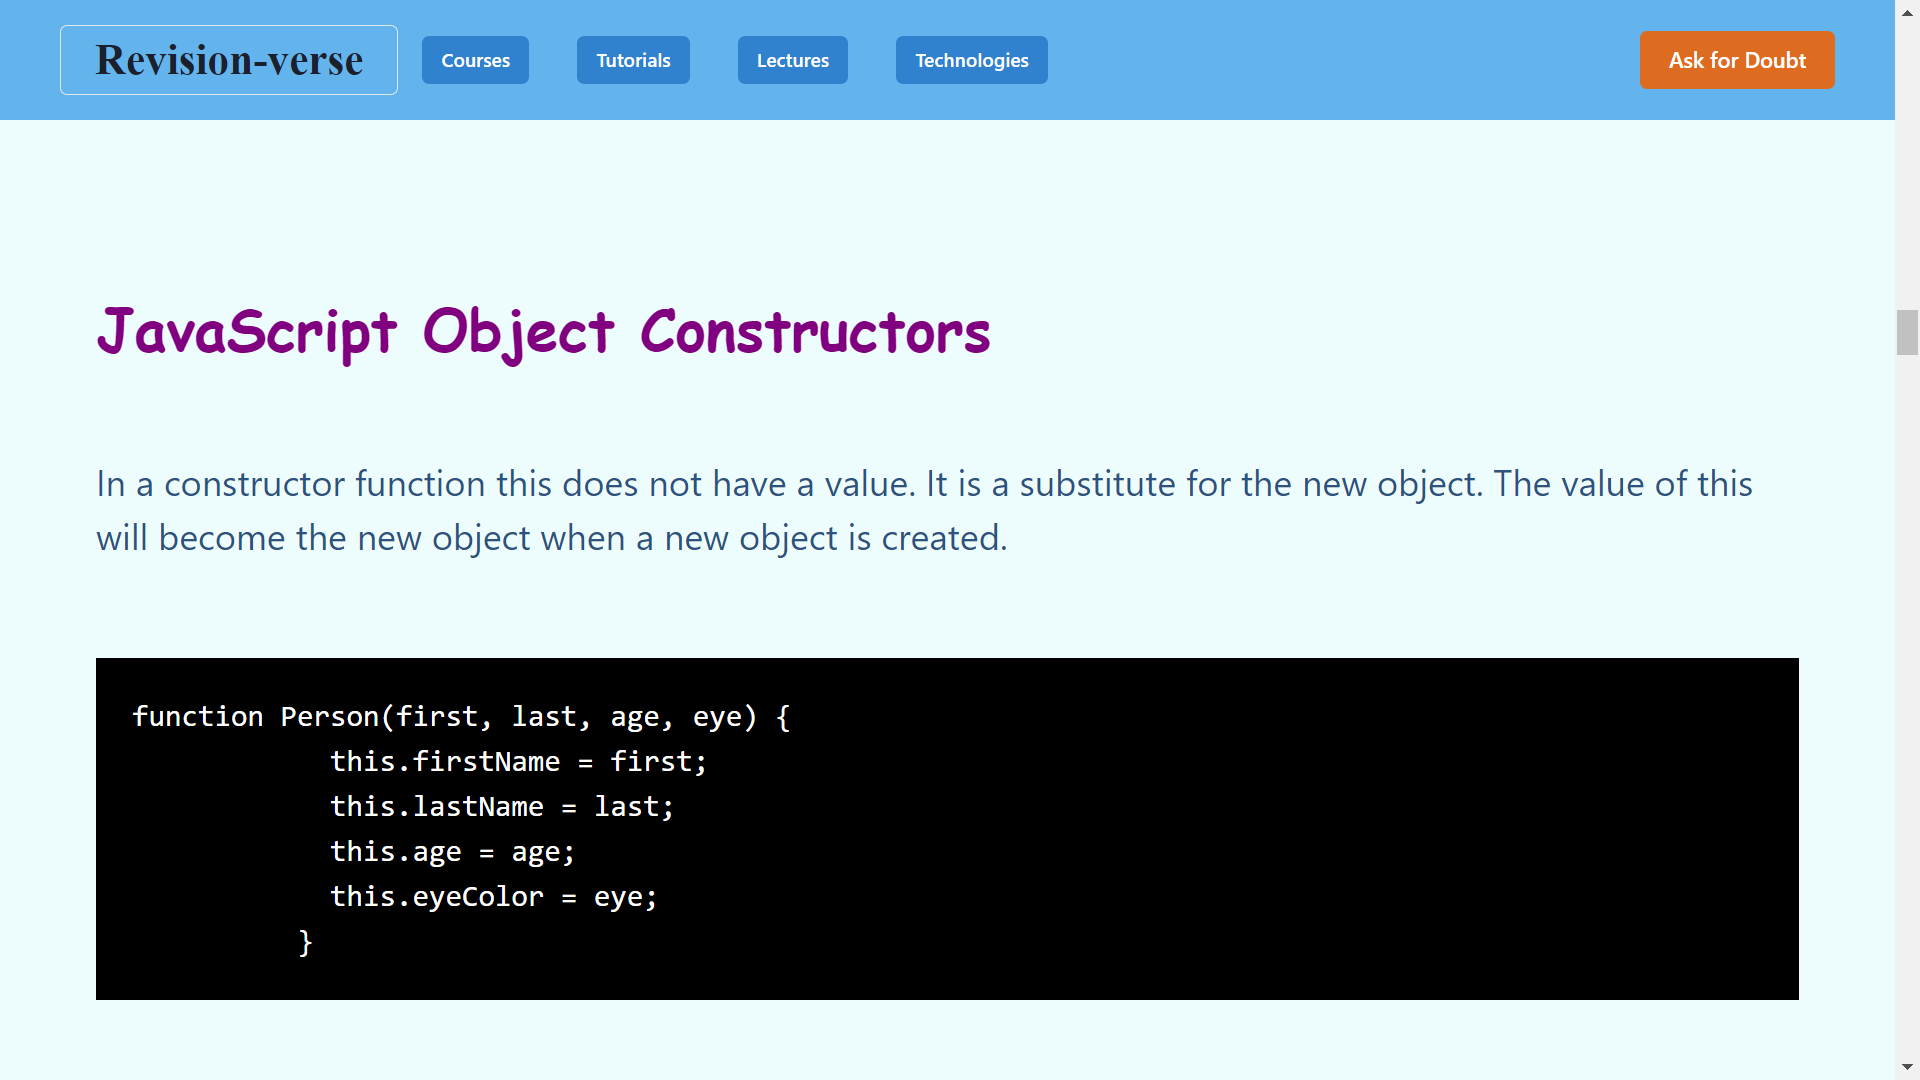 Revision-verse Courses Tutorials Lectures Technologies Ask for Doubt
JavaScript Object Constructors
In a constructor function this does not have a value. It is a substitute for the new object. The value of this
will become the new object when a new object is created.
function Person(first, last, age, eye) {
this.firstName = first;
this.lastName = last;
this.age = age;
this.eyeColor = eye;
}